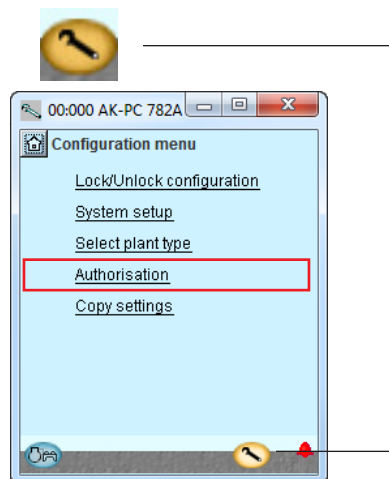 00:000 AK-PC 782A
Configuration menu
Lock/Unlock configuration
System setup
Select plant type
Authorisation
Copy settings